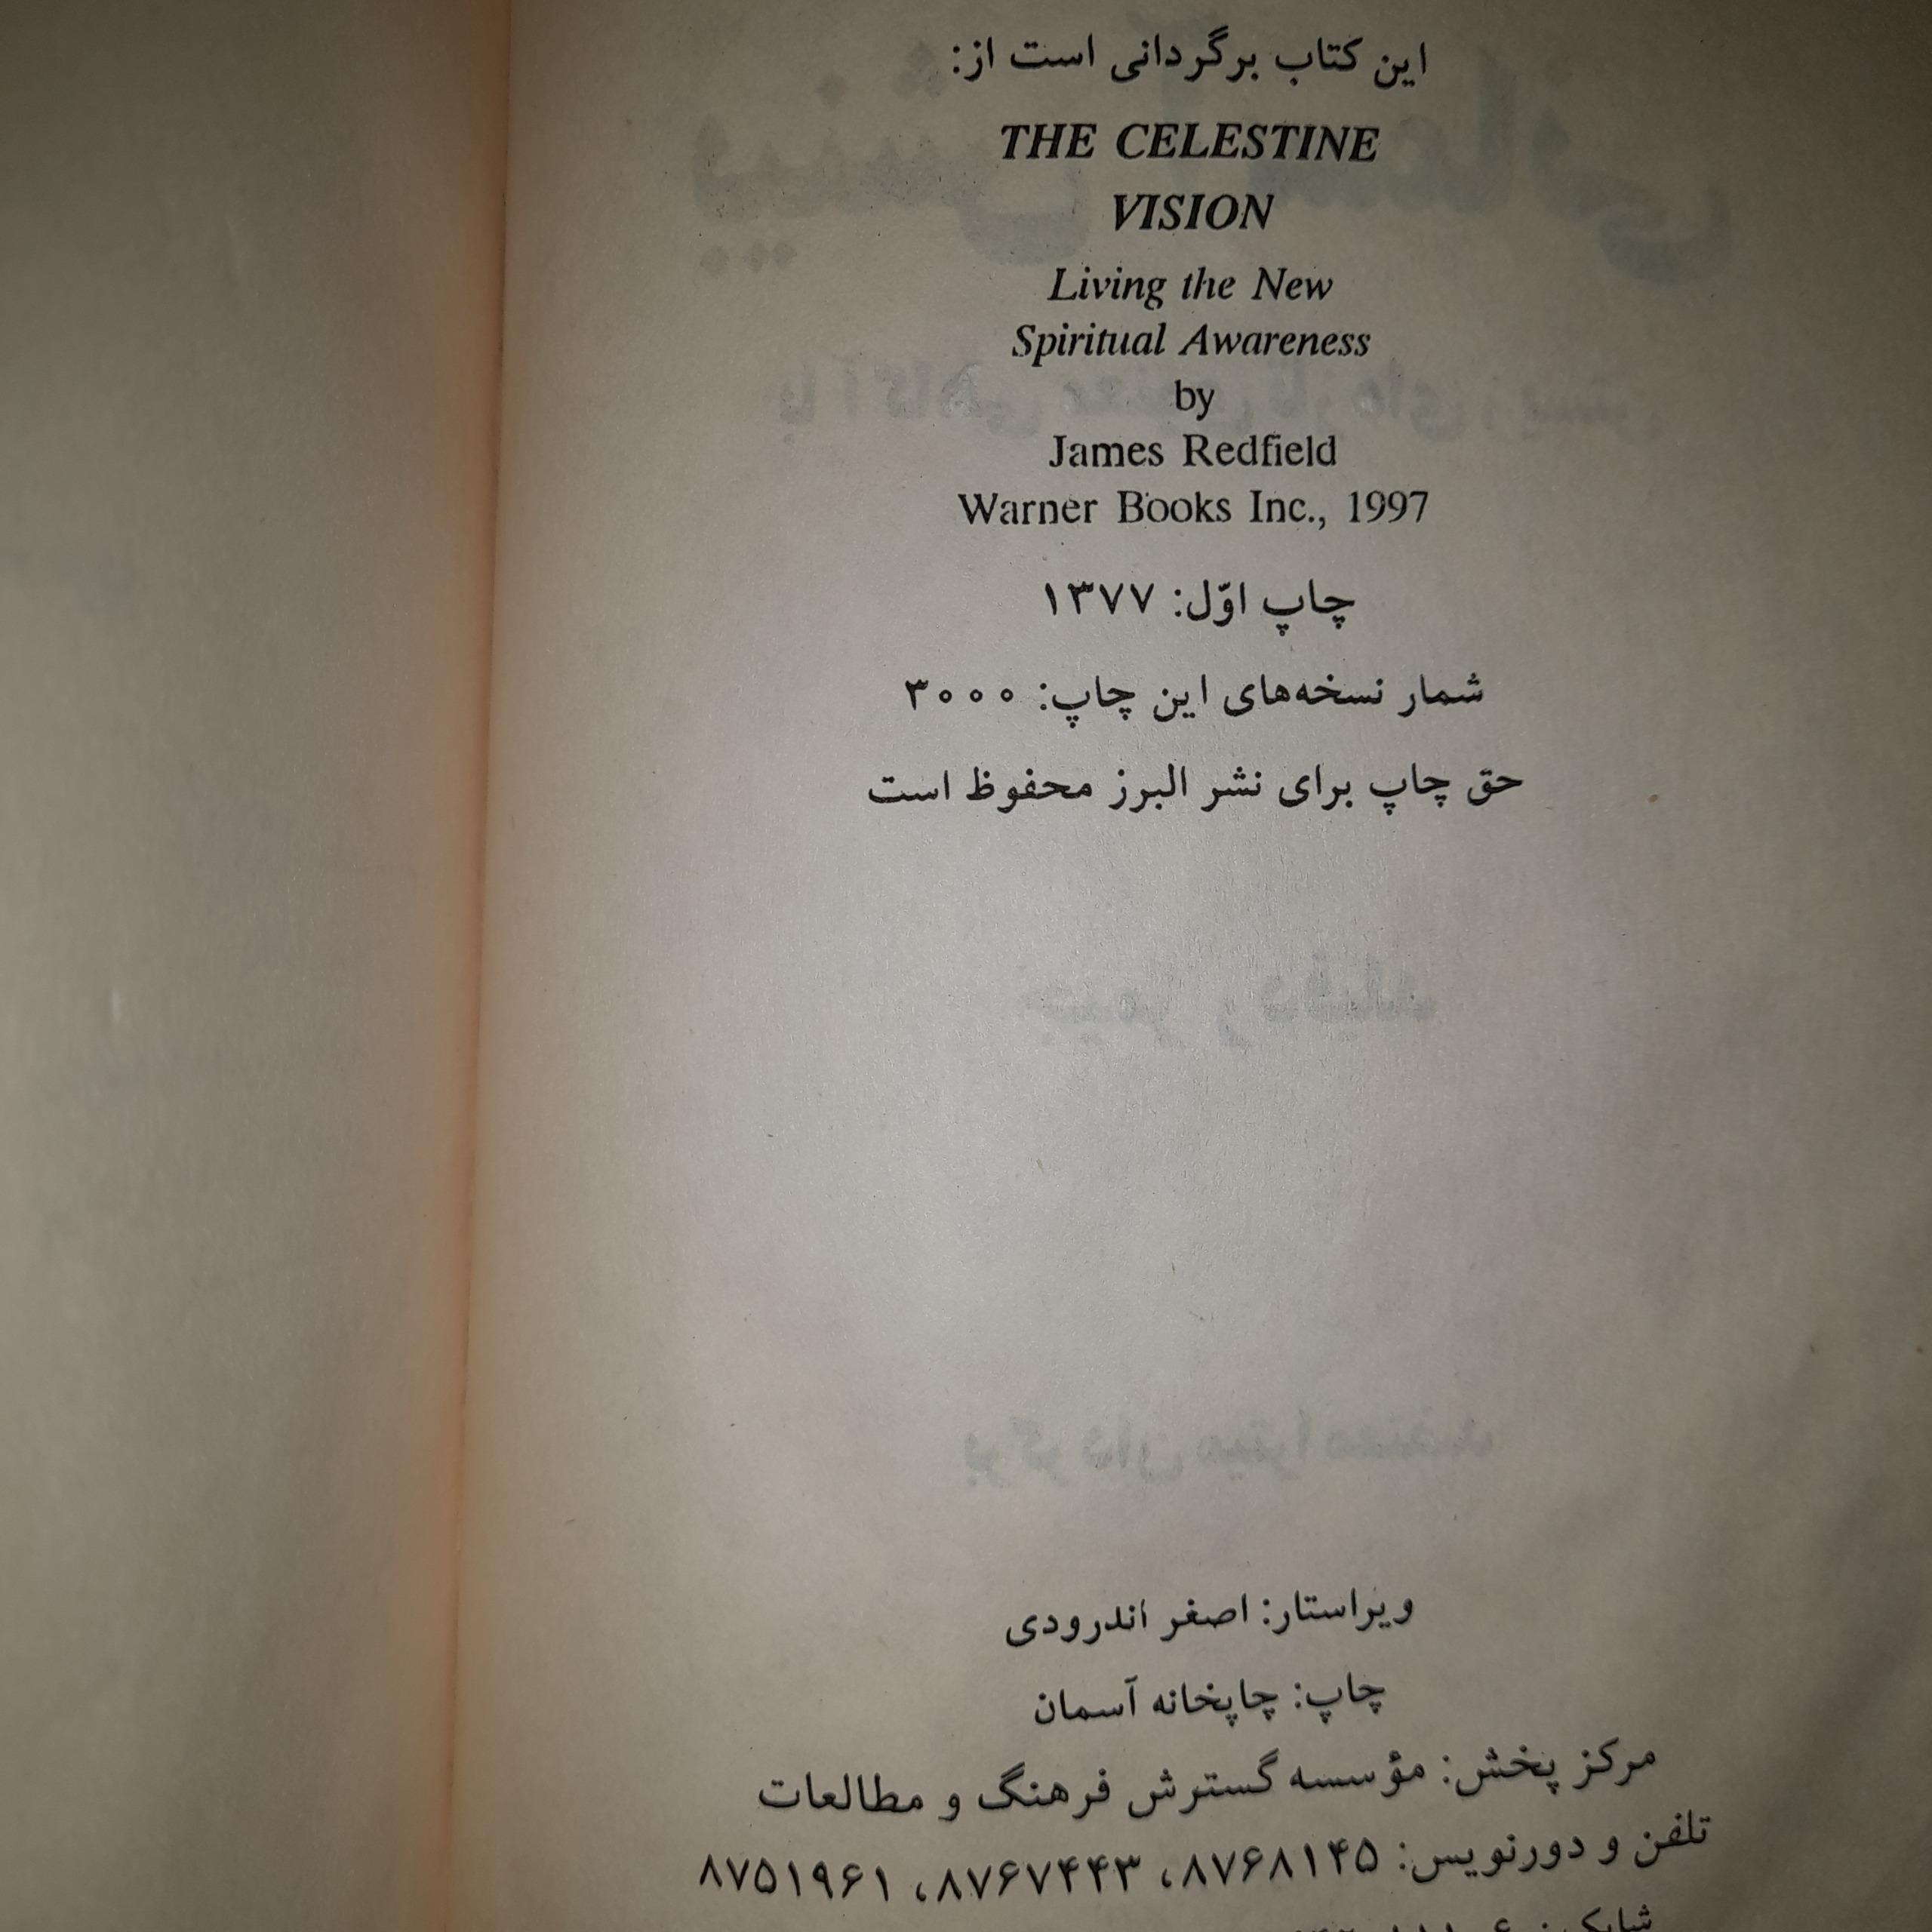 این کتاب برگردانی است از:
THE CELESTINE
VISION
Living the New
Spiritual Awareness
by
James Redfield
Warner Books Inc., 1997
چاپ اوّل: ۱۳۷۷
شمار نسخه‌های این چاپ: ۳۰۰۰
حق چاپ برای نشر البرز محفوظ است
ویراستار: اصغر اندرودی
چاپ: چاپخانه آسمان
مرکز پخش: مؤسسه گسترش فرهنگ و مطالعات
تلفن و دورنویس: ۸۷۶۸۱۴۵، ۸۷۶۷۴۴۳، ۸۷۵۱۹۶۱